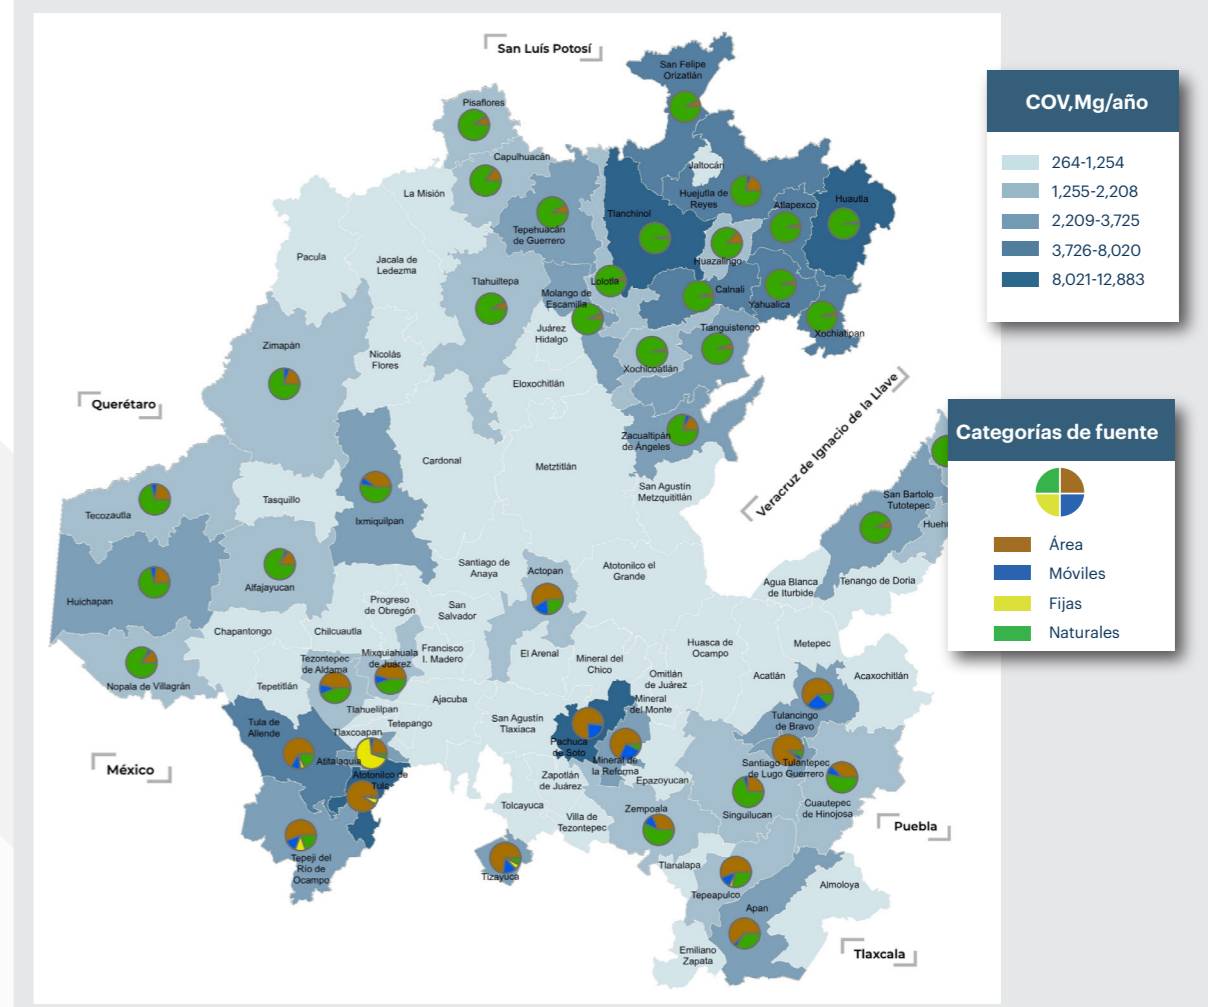 San Luís Potosí
San Felipe
Orizatlán
COV,Mg/año
264-1,254
1,255-2,208
2,209-3,725
3,726-8,020
8,021-12,883
Pisaflores
Capulhuacán
La Misión
Jaltocán
Huejutla de
Reyes
Atlapexco
Huautla
Tlanchinol
Tepehuacán
de Guerrero
Huazalingo
Pacula
Jacala de
Ledezma
Tlahuiltepa
Lolotla
Molango de
Escamilla
Calnali
Yahualica
Xochiatipan
Tianguistengo
Juárez
Hidalgo
Xochicoatlán
Zimapán
Nicolás
Flores
Eloxochitlán
Querétaro
Veracruz de Ignacio de la Llave
Categorías de fuente
Área
Móviles
Fijas
Naturales
Zacualtipán
de Ángeles
Cardonal
Metztitlán
San Agustín
Metzquititlán
Tecozautla
Tasquillo
Ixmiquilpan
San Bartolo
Tutotepec
Huehu
Santiago de
Anaya
Actopan
Atotonilco el
Grande
Agua Blanca
de Iturbide
Tenango de Doria
Huichapan
Alfajayucan
Progreso
de Obregón
San
Salvador
Chapantongo
Chilcuautla
Mixquiahuala
de Juárez
Francisco
I. Madero
El Arenal
Mineral del
Chico
Huasca de
Ocampo
Metepec
Omitlán
de Juárez
Acatlán
Acaxochitlán
Nopala de Villagrán
Tepetitlán
Tezontepec
de Aldama
Tlahuelilpan
Ajacuba
Mineral
del Monte
Tula de
Allende
Tlaxcoapan
Tetepango
San Agustín
Tlaxiaca
Pachuca
de Soto
Tulancingo
de Bravo
México
Atitalaquia
Atotonilco de
Tula
Zapotlán
de Juárez
Mineral de
la Reforma
Epazoyucan
Santiago Tulantepec
de Lugo Guerrero
Cuautepec
de Hinojosa
Tolcayuca
Villa de
Tezontepec
Zempoala
Singuilucan
Puebla
Tepeji del
Río de
Ocampo
Tizayuca
Tlanalapa
Tepeapulco
Almoloya
Apan
Emiliano
Zapata
Tlaxcala